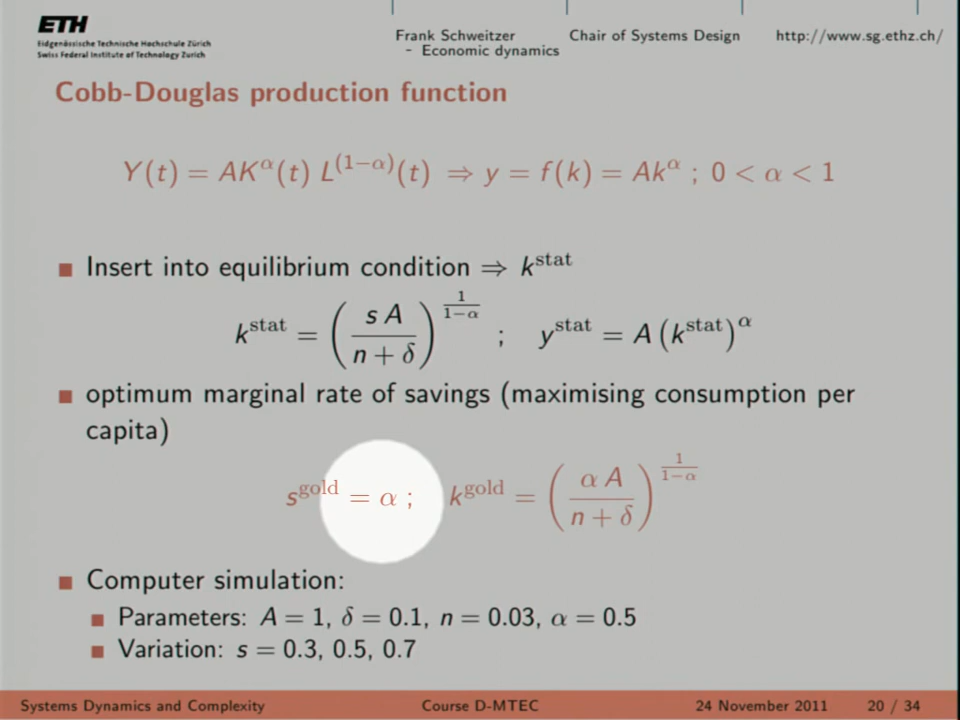 ETH
Eidgenössische Technische Hochschule Zürich
Swiss Federal Institute of Technology Zurich
Frank Schweitzer
- Economic dynamics
Chair of Systems Design
http://www.sg.ethz.ch/
Cobb-Douglas production function
Y(t) = AK^α(t) L^(1−α)(t) ⇒ y = f(k) = Ak^α ; 0 < α < 1
Insert into equilibrium condition ⇒ k^stat
k^stat = (s A / n + δ)^(1/1−α) ; y^stat = A (k^stat)^α
optimum marginal rate of savings (maximising consumption per
capita)
s^gold = α ; k^gold = (α A / n + δ)^(1/1−α)
Computer simulation:
Parameters: A = 1, δ = 0.1, n = 0.03, α = 0.5
Variation: s = 0.3, 0.5, 0.7
Systems Dynamics and Complexity
Course D-MTEC
24 November 2011
20 / 34